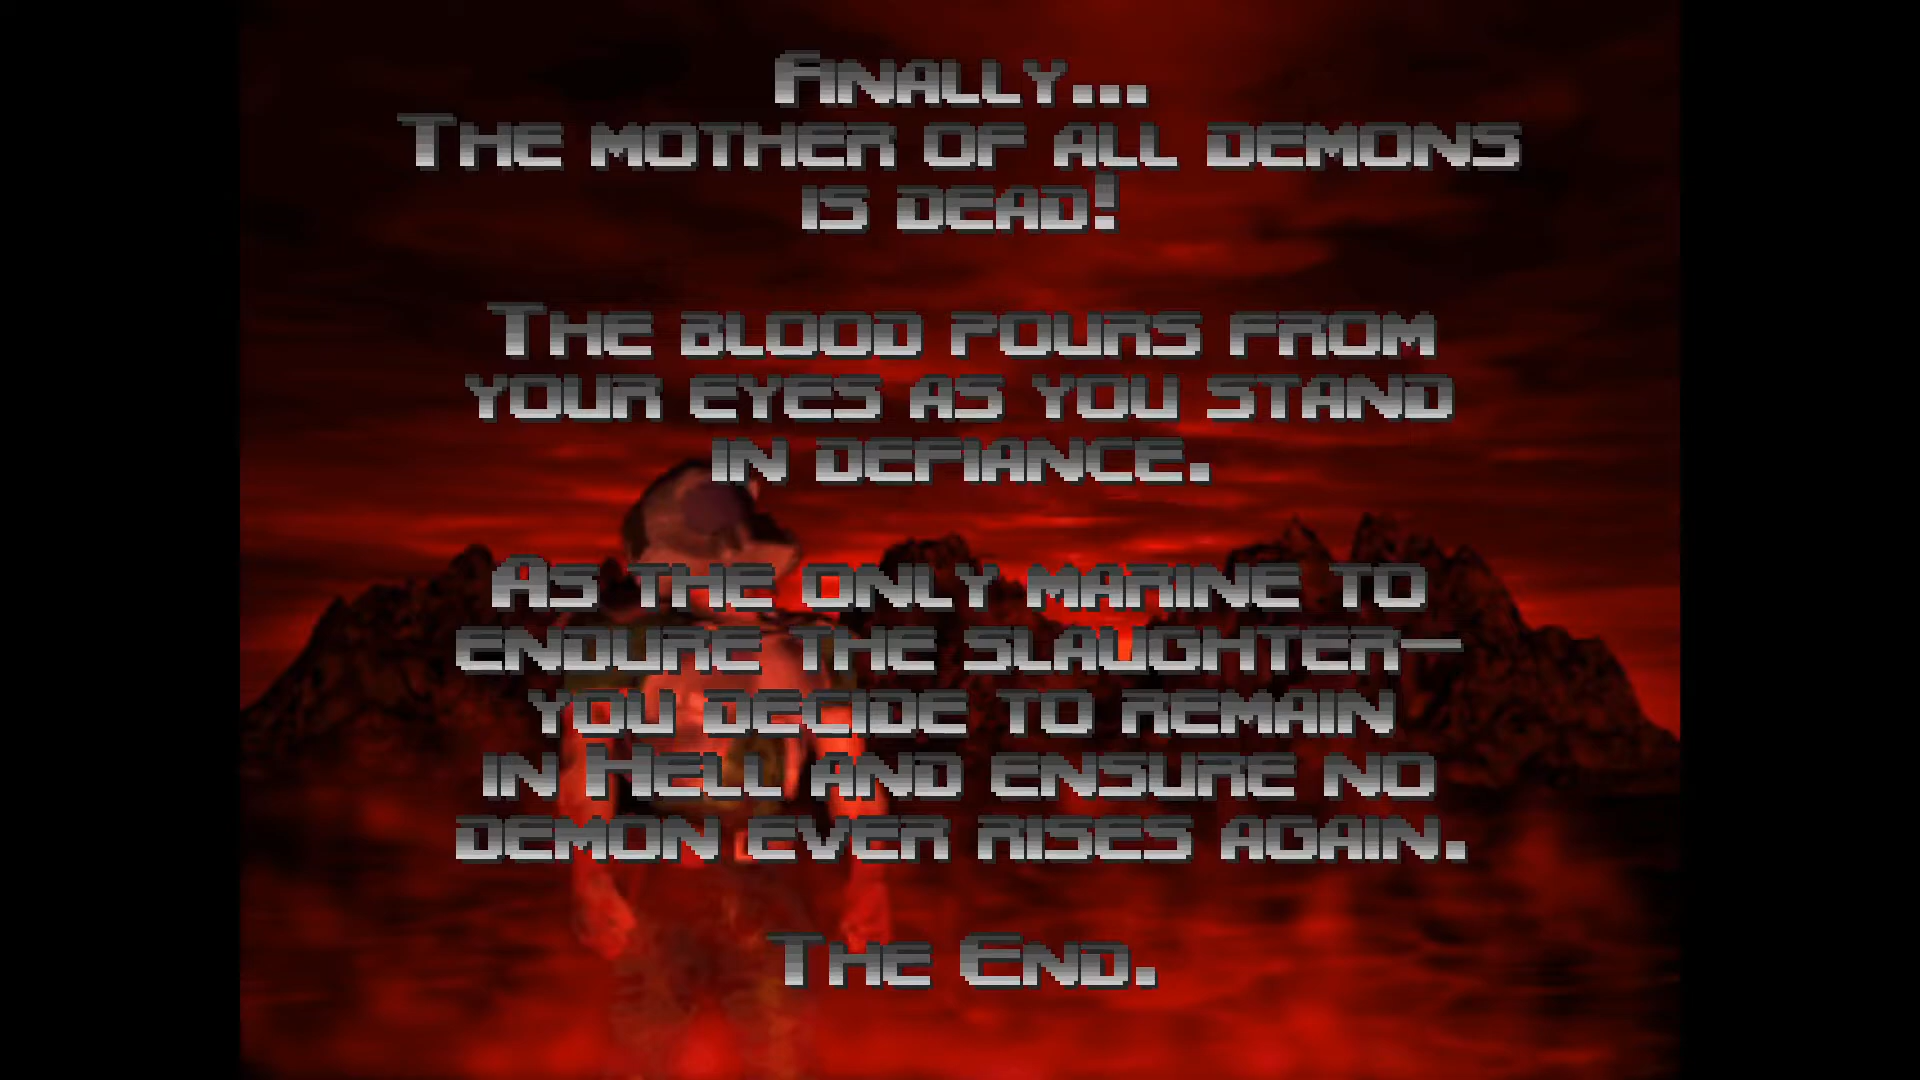 Finally...
The mother of all demons
is dead!
The blood pours from
your eyes as you stand
in defiance.
As the only marine to
endure the slaughter-
you decide to remain
in Hell and ensure no
demon ever rises again.
The End.